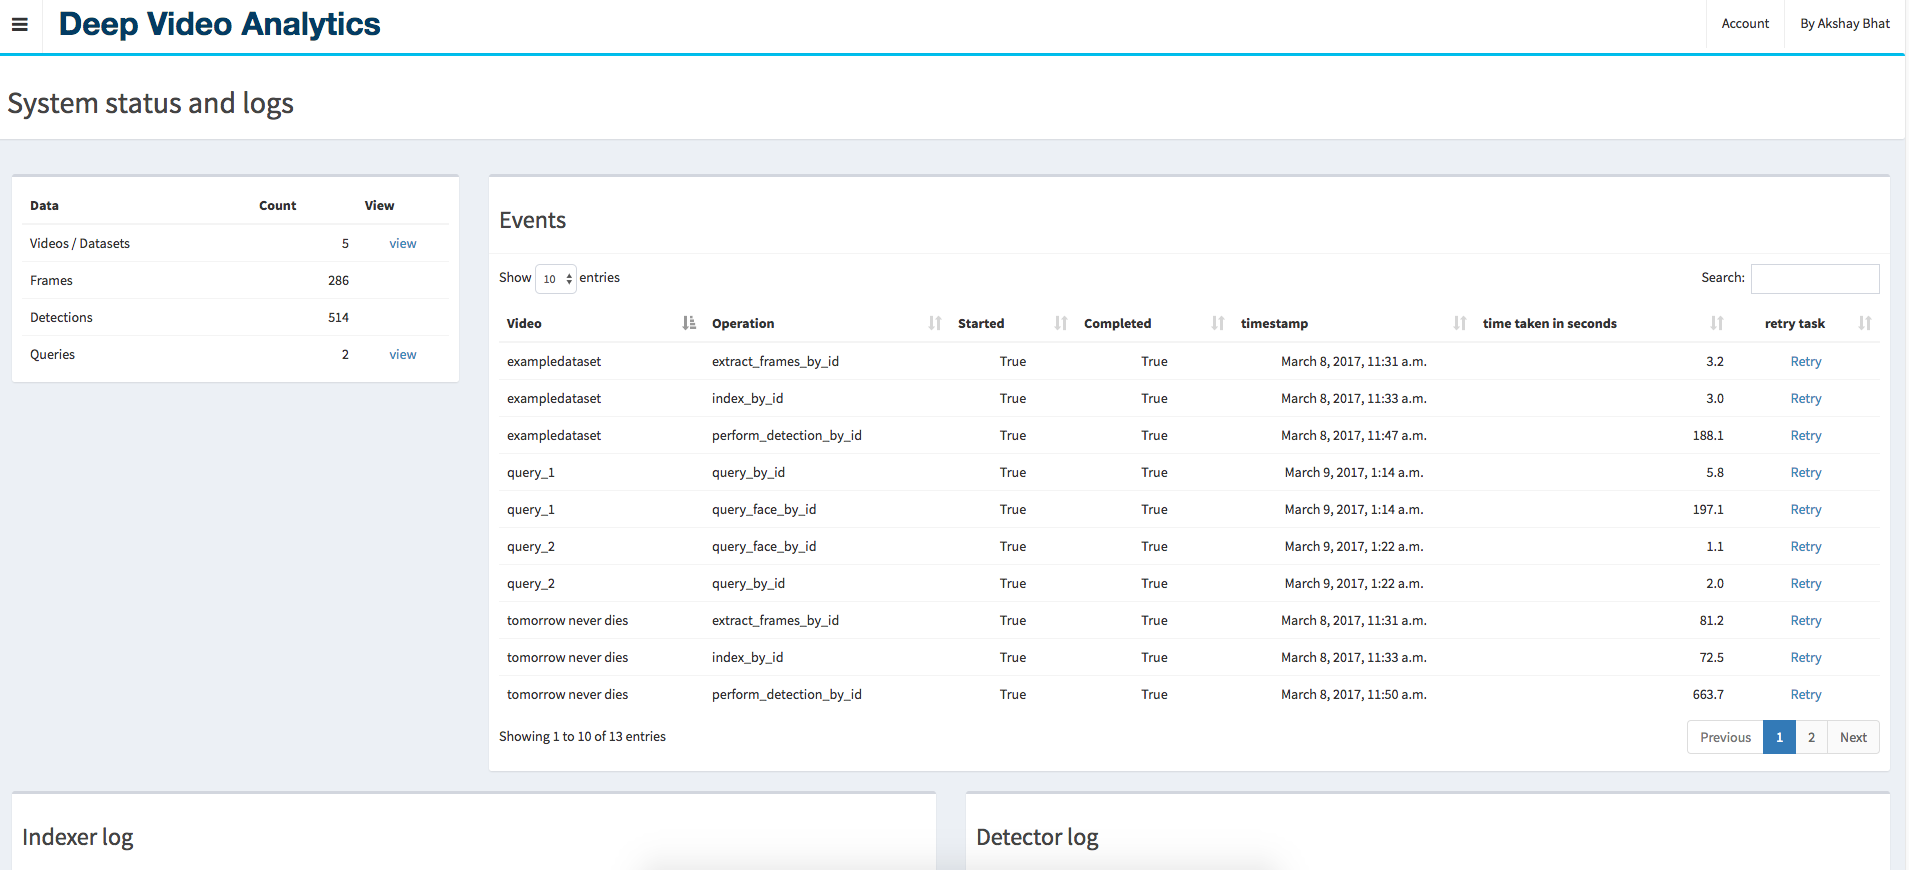 Deep Video Analytics
Account
By Akshay Bhat
System status and logs
Data Count View
Videos / Datasets 5 view
Frames 286
Detections 514
Queries 2 view
Events
Show 10 entries
Search:
Video Operation Started Completed timestamp time taken in seconds retry task
exampledataset extract_frames_by_id True True March 8, 2017, 11:31 a.m. 3.2 Retry
exampledataset index_by_id True True March 8, 2017, 11:33 a.m. 3.0 Retry
exampledataset perform_detection_by_id True True March 8, 2017, 11:47 a.m. 188.1 Retry
query_1 query_by_id True True March 9, 2017, 1:14 a.m. 5.8 Retry
query_1 query_face_by_id True True March 9, 2017, 1:14 a.m. 197.1 Retry
query_2 query_face_by_id True True March 9, 2017, 1:22 a.m. 1.1 Retry
query_2 query_by_id True True March 9, 2017, 1:22 a.m. 2.0 Retry
tomorrow never dies extract_frames_by_id True True March 8, 2017, 11:31 a.m. 81.2 Retry
tomorrow never dies index_by_id True True March 8, 2017, 11:33 a.m. 72.5 Retry
tomorrow never dies perform_detection_by_id True True March 8, 2017, 11:50 a.m. 663.7 Retry
Showing 1 to 10 of 13 entries
Previous 1 2 Next
Indexer log
Detector log